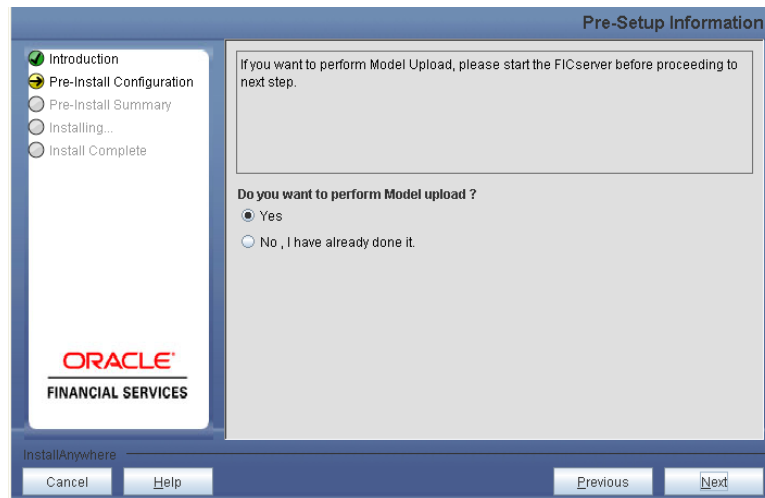 Pre-Setup Information
Introduction
Pre-Install Configuration
Pre-Install Summary
Installing...
Install Complete
If you want to perform Model Upload, please start the FICserver before proceeding to
next step.
Do you want to perform Model upload ?
Yes
No , I have already done it.
ORACLE
FINANCIAL SERVICES
InstallAnywhere
Cancel
Help
Previous
Next